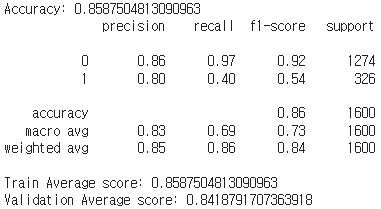 Accuracy: 0.8587504813090963
precision recall f1-score support
0 0.86 0.97 0.92 1274
1 0.80 0.40 0.54 326
accuracy 0.86 1600
macro avg 0.83 0.69 0.73 1600
weighted avg 0.85 0.86 0.84 1600
Train Average score: 0.8587504813090963
Validation Average score: 0.8418791707363918